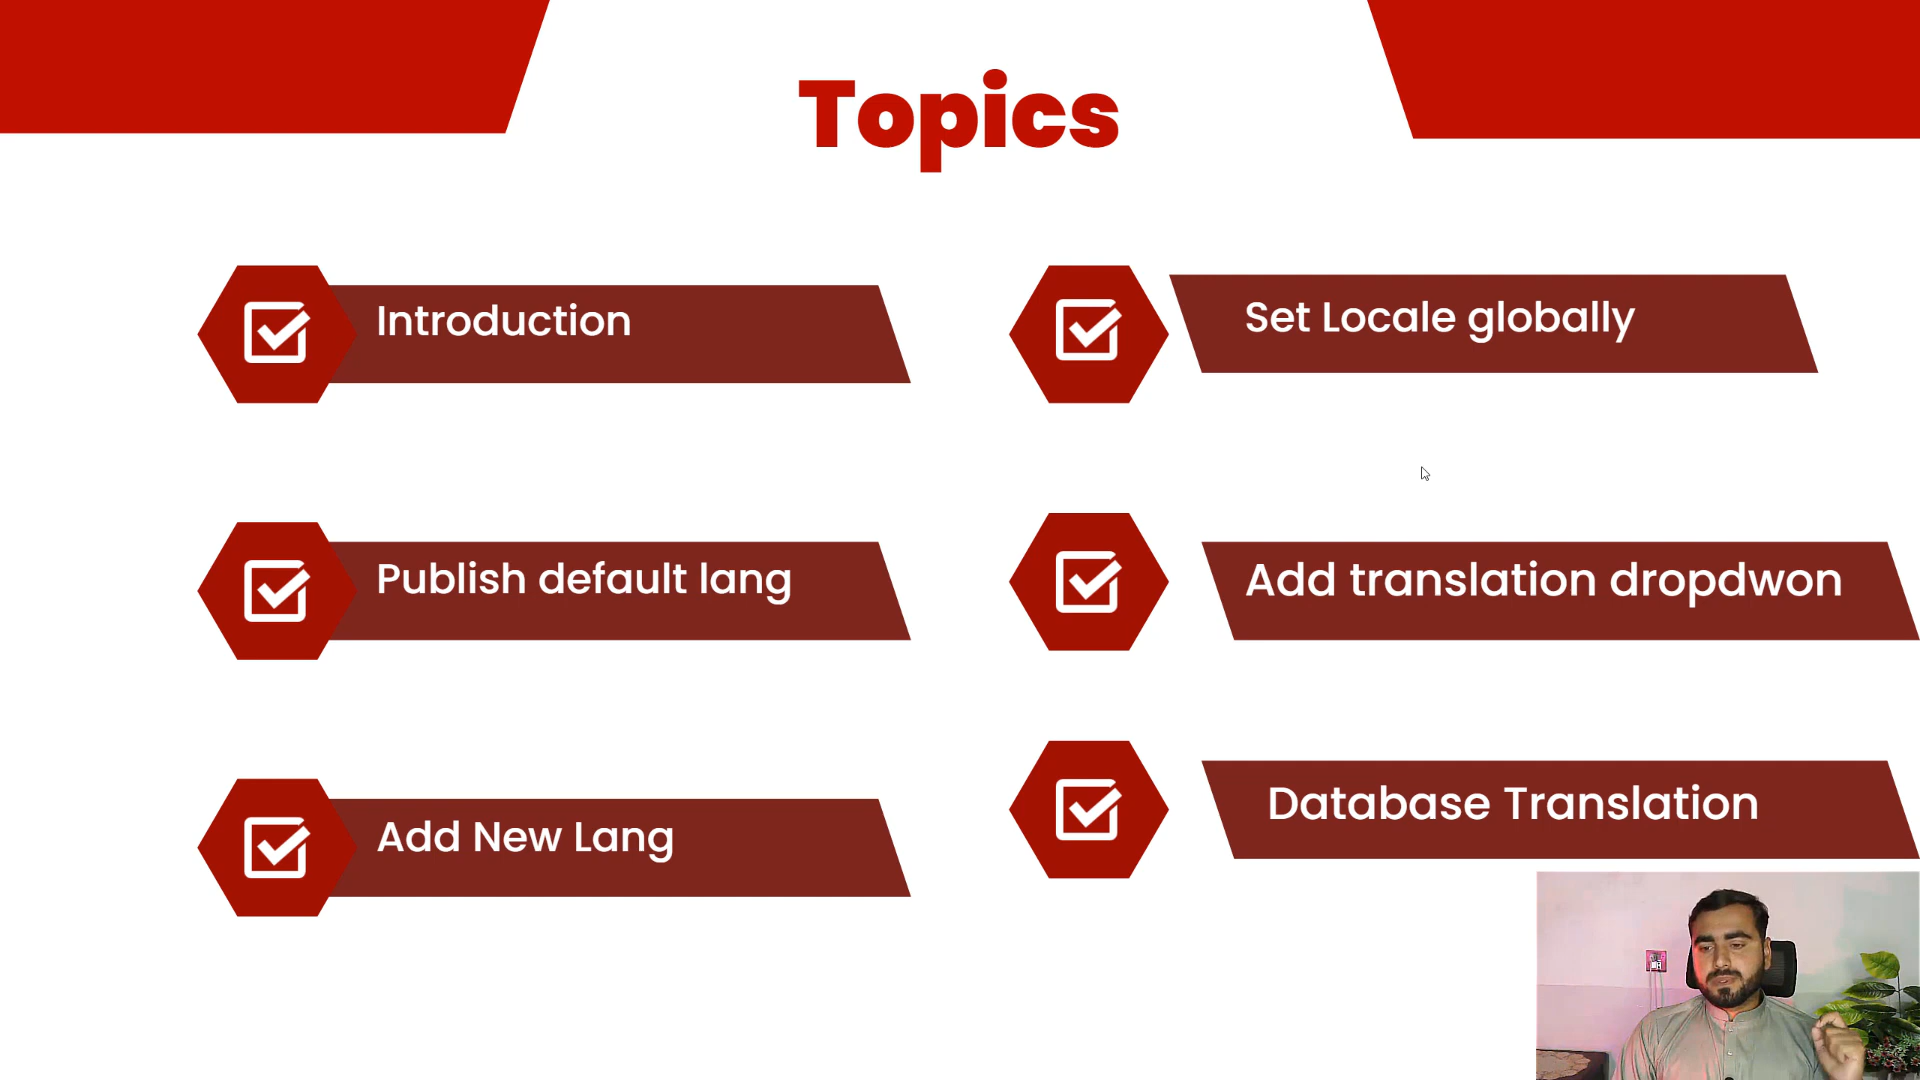 Topics
Introduction
Publish default lang
Add New Lang
Set Locale globally
Add translation dropdwon
Database Translation